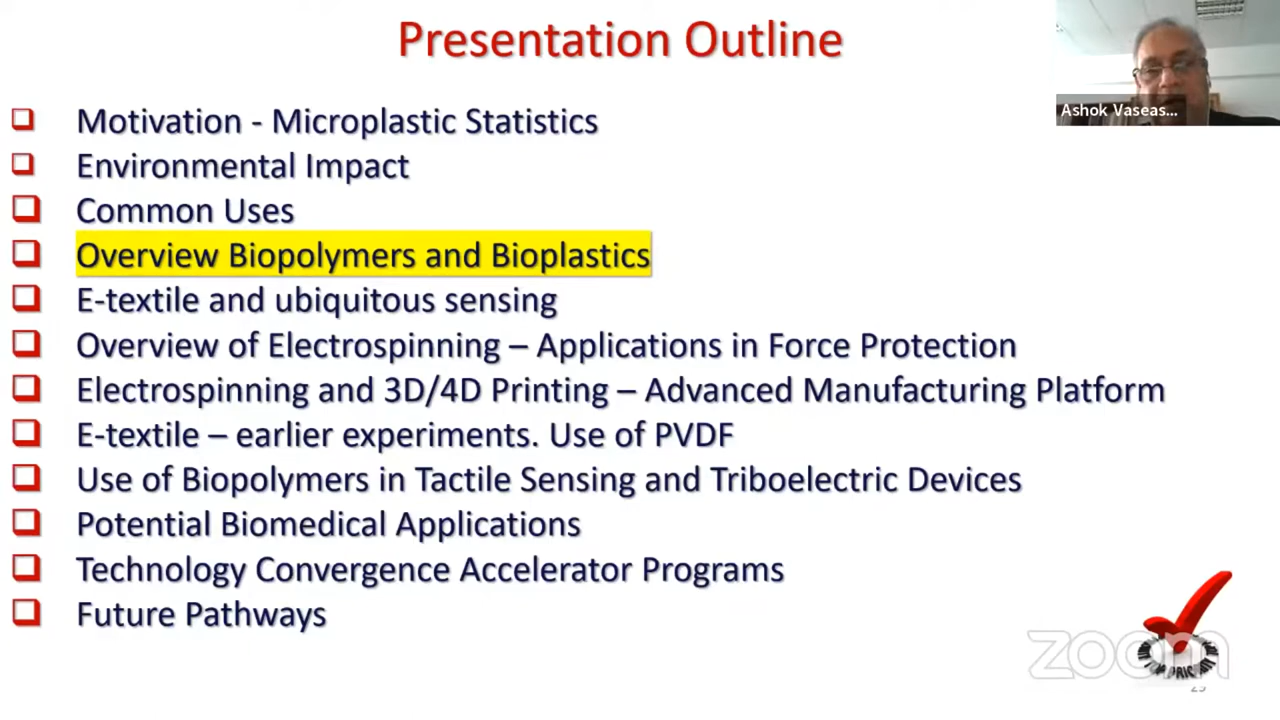 Presentation Outline
Ashok Vaseas...
Motivation - Microplastic Statistics
Environmental Impact
Common Uses
Overview Biopolymers and Bioplastics
E-textile and ubiquitous sensing
Overview of Electrospinning – Applications in Force Protection
Electrospinning and 3D/4D Printing – Advanced Manufacturing Platform
E-textile – earlier experiments. Use of PVDF
Use of Biopolymers in Tactile Sensing and Triboelectric Devices
Potential Biomedical Applications
Technology Convergence Accelerator Programs
Future Pathways
zoom